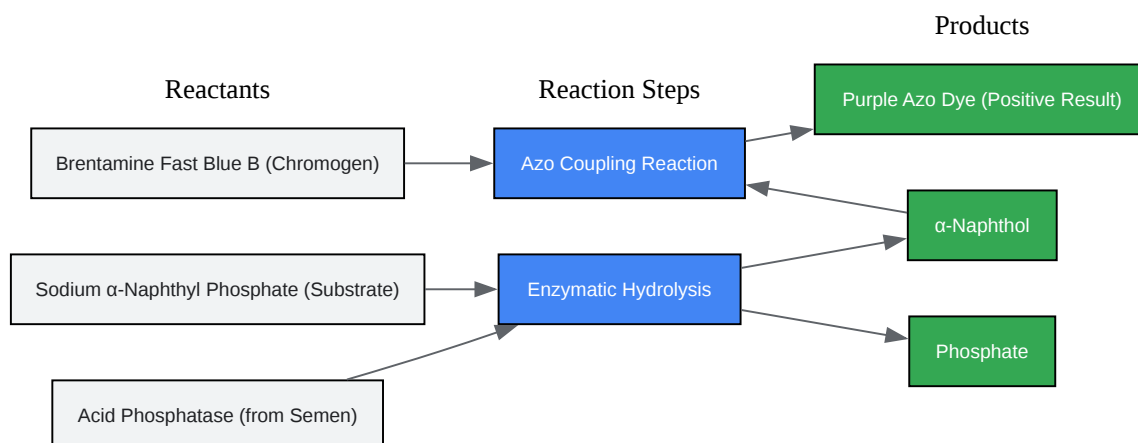 Products
Reactants
Reaction Steps
Purple Azo Dye (Positive Result)
Brentamine Fast Blue B (Chromogen)
Azo Coupling Reaction
α-Naphthol
Sodium α-Naphthyl Phosphate (Substrate)
Enzymatic Hydrolysis
Phosphate
Acid Phosphatase (from Semen)